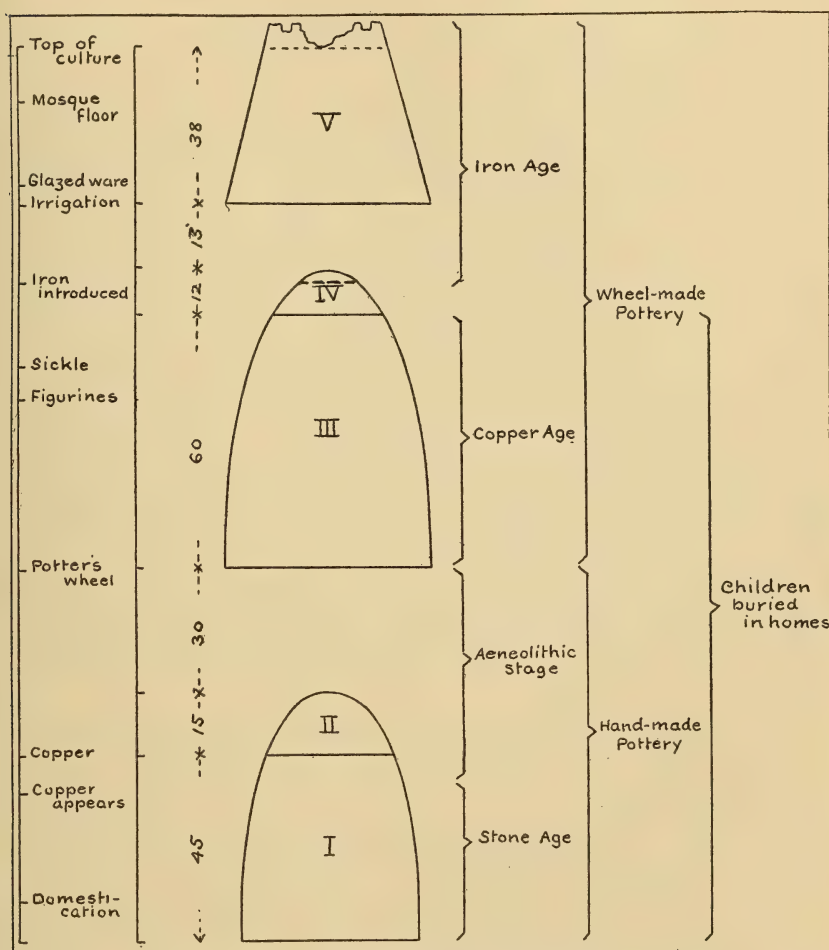 Top of
culture
Mosque
floor
Glazed ware
Irrigation
Iron
introduced
Sickle
Figurines
Potter's
wheel
Copper
Copper
appears
Domesti-
cation
38
13
12
60
30
15
45
V
IV
III
II
I
Iron Age
Copper Age
Aeneolithic
Stage
Stone Age
Wheel-made
Pottery
Hand-made
Pottery
Children
buried
in homes